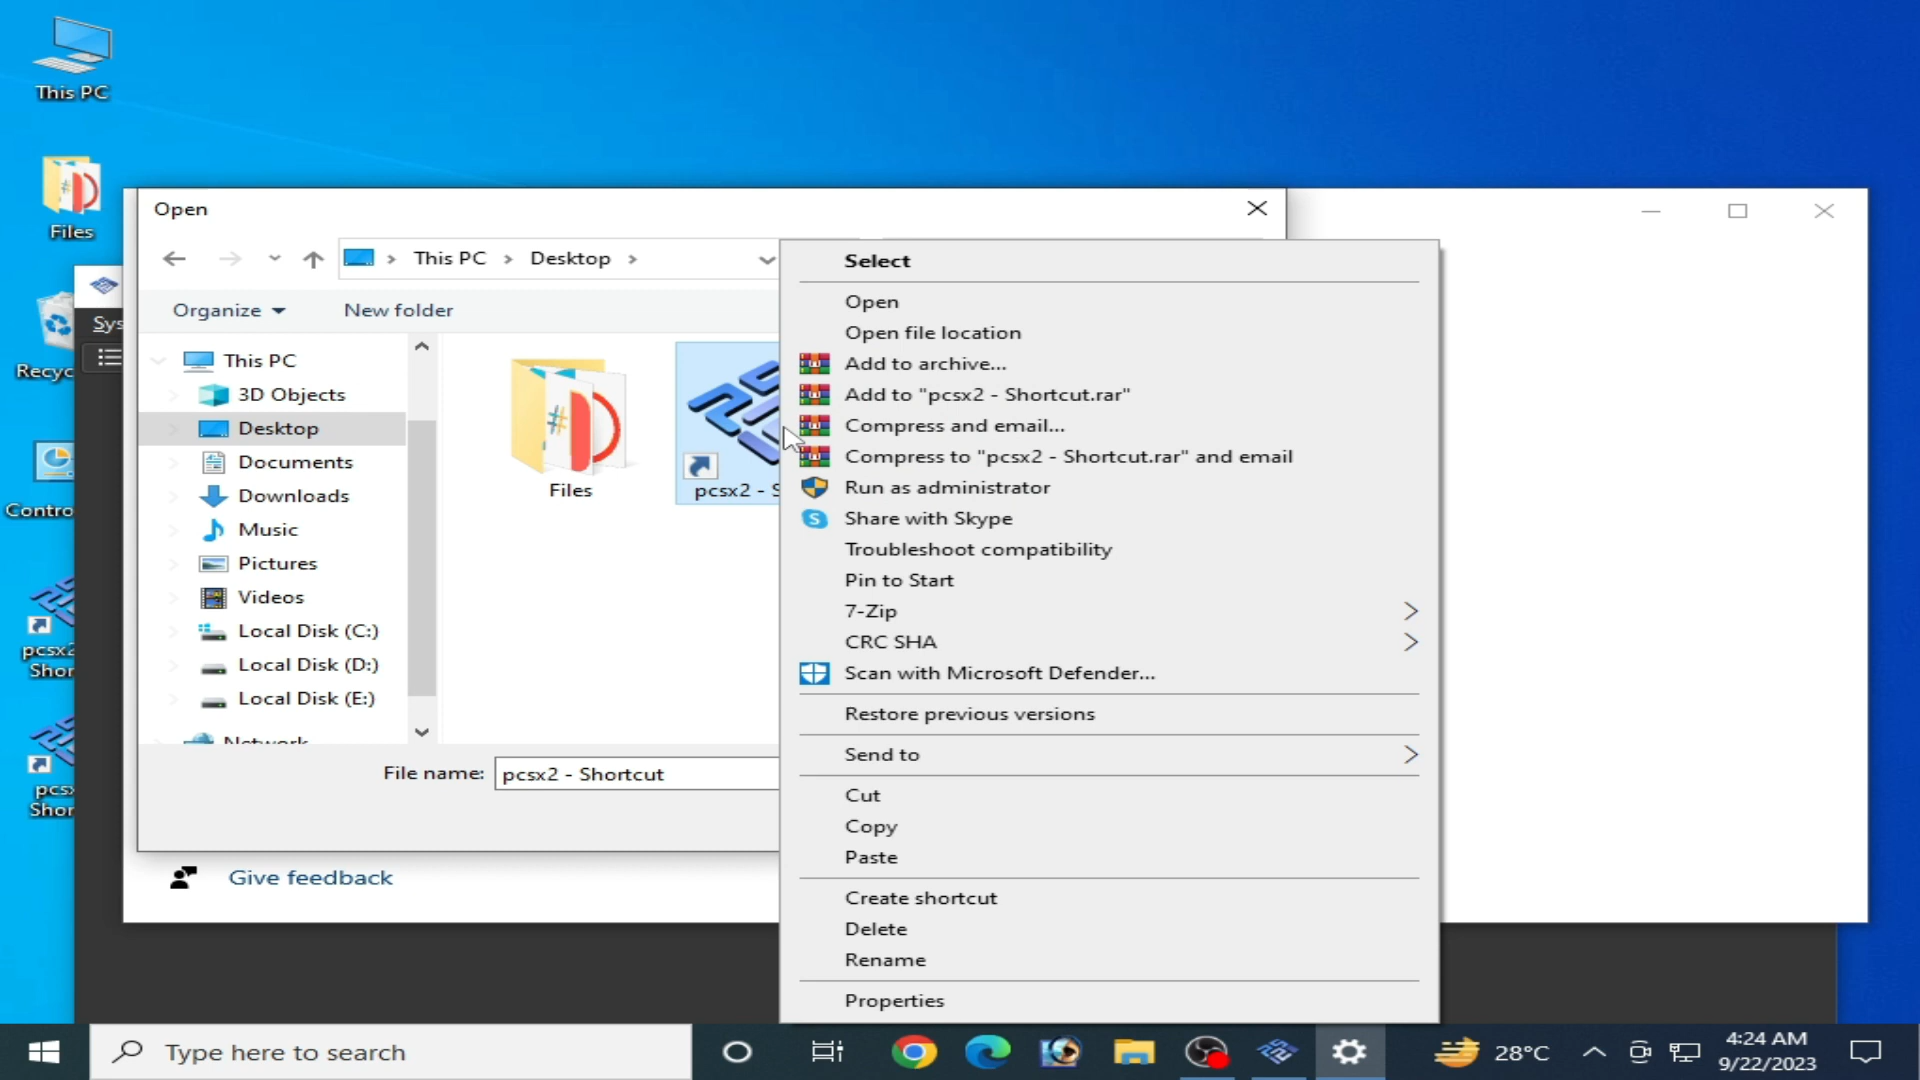 This PC
Files
Recyc
Contro
pcsx2
Shor
pcsx
Shor
Sys
Open
This PC
Desktop
Organize
New folder
This PC
3D Objects
Desktop
Documents
Downloads
Music
Pictures
Videos
Local Disk (C:)
Local Disk (D:)
Local Disk (E:)
Network
Files
pcsx2 - S
File name:
pcsx2 - Shortcut
Give feedback
Select
Open
Open file location
Add to archive...
Add to "pcsx2 - Shortcut.rar"
Compress and email...
Compress to "pcsx2 - Shortcut.rar" and email
Run as administrator
Share with Skype
Troubleshoot compatibility
Pin to Start
7-Zip
CRC SHA
Scan with Microsoft Defender...
Restore previous versions
Send to
Cut
Copy
Paste
Create shortcut
Delete
Rename
Properties
Type here to search
28°C
4:24 AM
9/22/2023